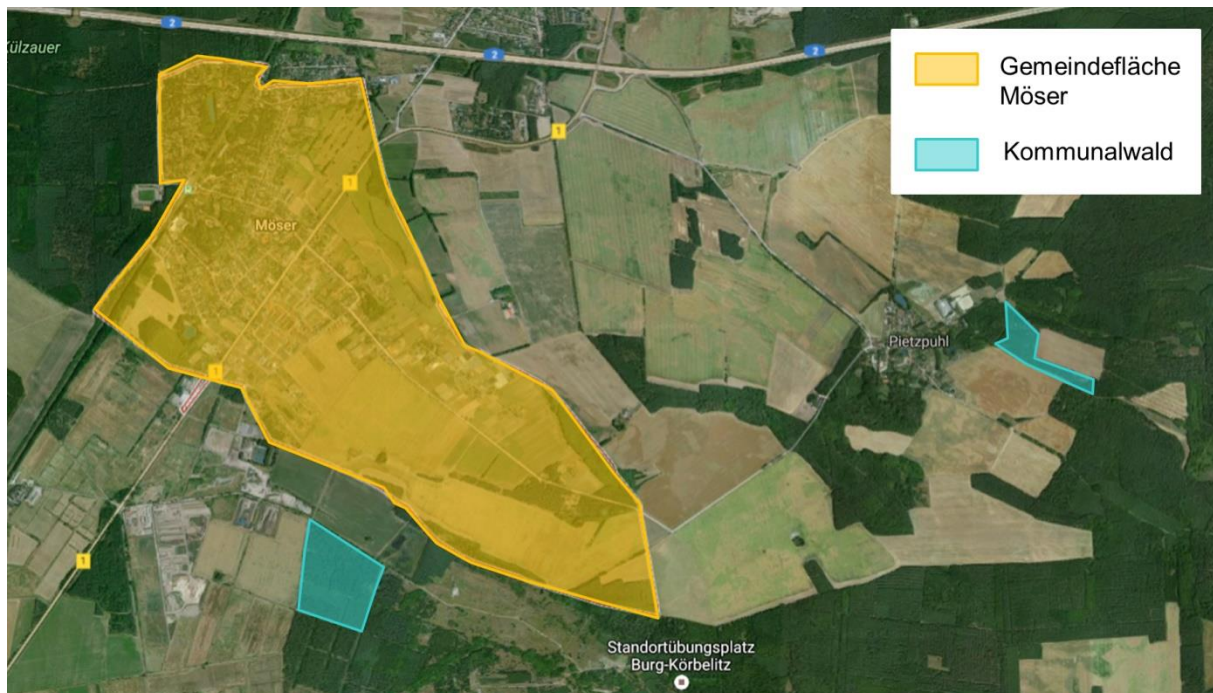 Külzauer
2
2
2
Gemeindefläche
Möser
Kommunalwald
1
1
Möser
Pietzpuhl
1
1
Standortübungsplatz
Burg-Körbelitz